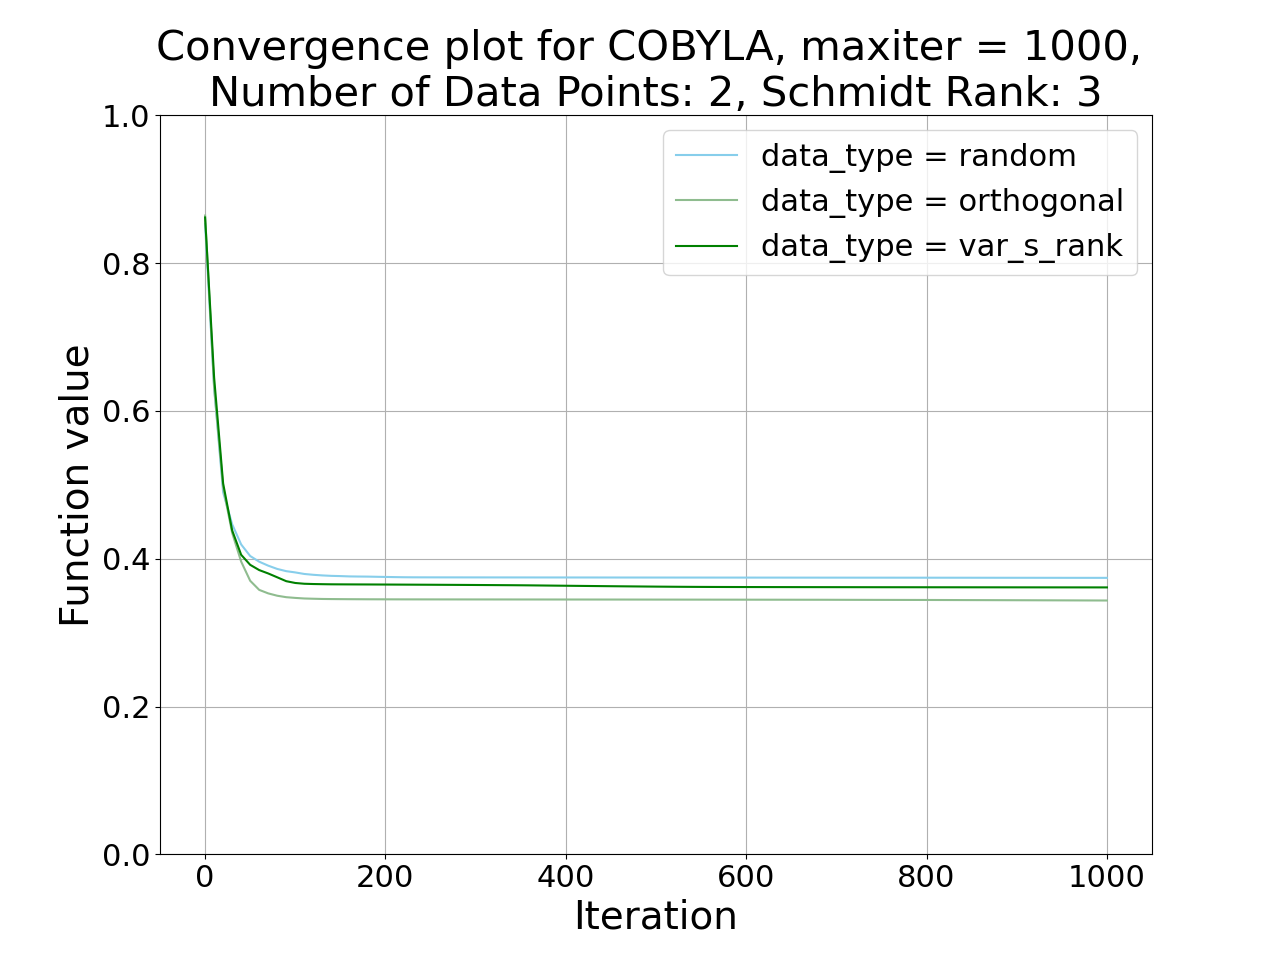 Convergence plot for COBYLA, maxiter = 1000,
Number of Data Points: 2, Schmidt Rank: 3
data_type = random
data_type = orthogonal
data_type = var_s_rank
Function value
1.0
0.8
0.6
0.4
0.2
0.0
0 200 400 600 800 1000
Iteration